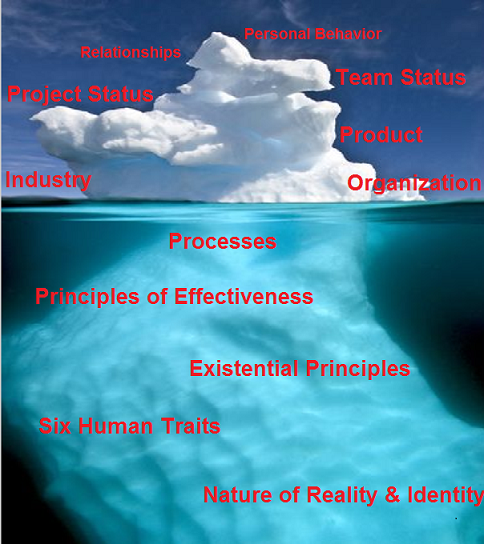 Personal Behavior
Relationships
Team Status
Project Status
Product
Industry
Organization
Processes
Principles of Effectiveness
Existential Principles
Six Human Traits
Nature of Reality & Identity